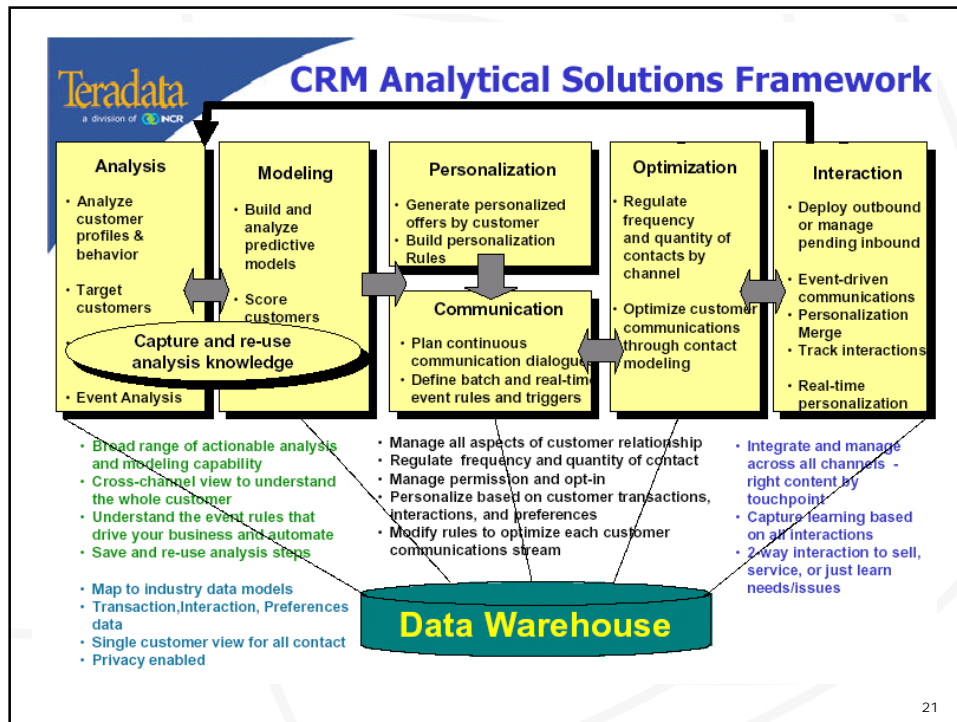 Teradata
a division of NCR
CRM Analytical Solutions Framework
Analysis
• Analyze
customer
profiles &
behavior
• Target
customers
• Event Analysis
Modeling
• Build and
analyze
predictive
models
• Score
customers
Capture and re-use
analysis knowledge
Personalization
• Generate personalized
offers by customer
• Build personalization
Rules
Communication
• Plan continuous
communication dialogues
• Define batch and real-time
event rules and triggers
Optimization
• Regulate
frequency
and quantity of
contacts by
channel
• Optimize customer
communications
through contact
modeling
Interaction
• Deploy outbound
or manage
pending inbound
• Event-driven
communications
• Personalization
Merge
• Track interactions
• Real-time
personalization
• Broad range of actionable analysis
and modeling capability
• Cross-channel view to understand
the whole customer
• Understand the event rules that
drive your business and automate
• Save and re-use analysis steps
• Map to industry data models
• Transaction,Interaction, Preferences
data
• Single customer view for all contact
• Privacy enabled
• Manage all aspects of customer relationship
• Regulate frequency and quantity of contact
• Manage permission and opt-in
• Personalize based on customer transactions,
interactions, and preferences
• Modify rules to optimize each customer
communications stream
• Integrate and manage
across all channels -
right content by
touchpoint
• Capture learning based
on all interactions
• 2-way interaction to sell,
service, or just learn
needs/issues
Data Warehouse
21